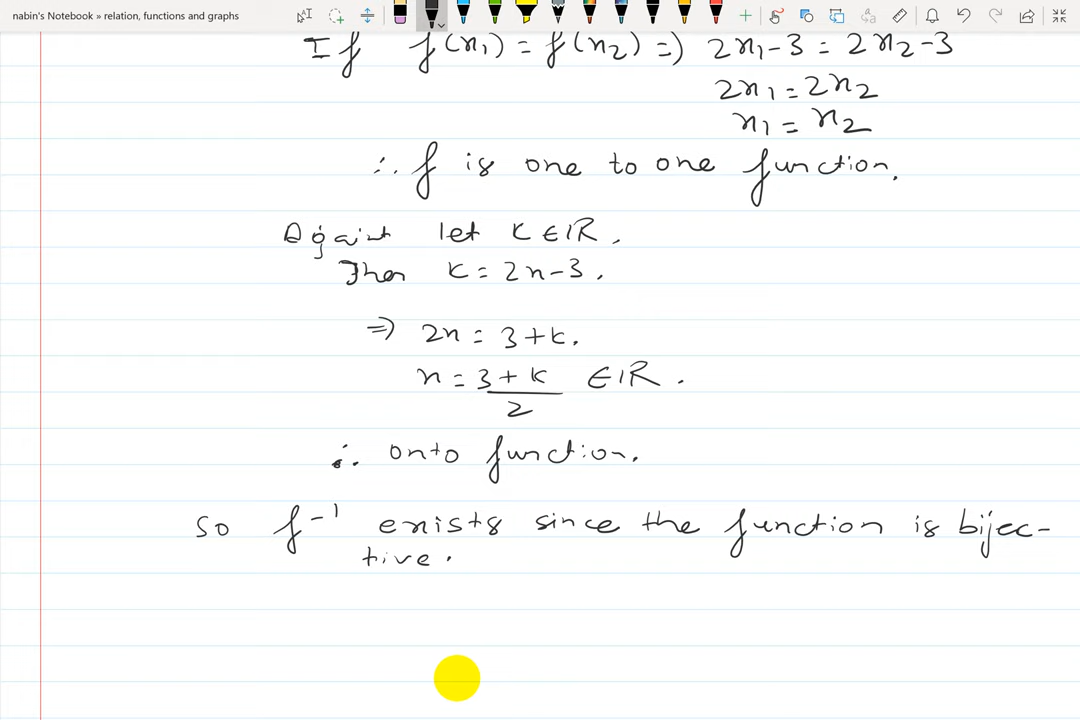 nabin's Notebook » relation, functions and graphs
If f(x1) = f(x2) => 2x1-3 = 2x2-3
2x1 = 2x2
x1 = x2
∴ f is one to one function.
Againt let K ∈ IR,
Then K = 2x-3.
=> 2x = 3+k.
x = 3+k ∈ IR.
2
∴ onto function.
So f-1 exists since the function is bijec-
tive.